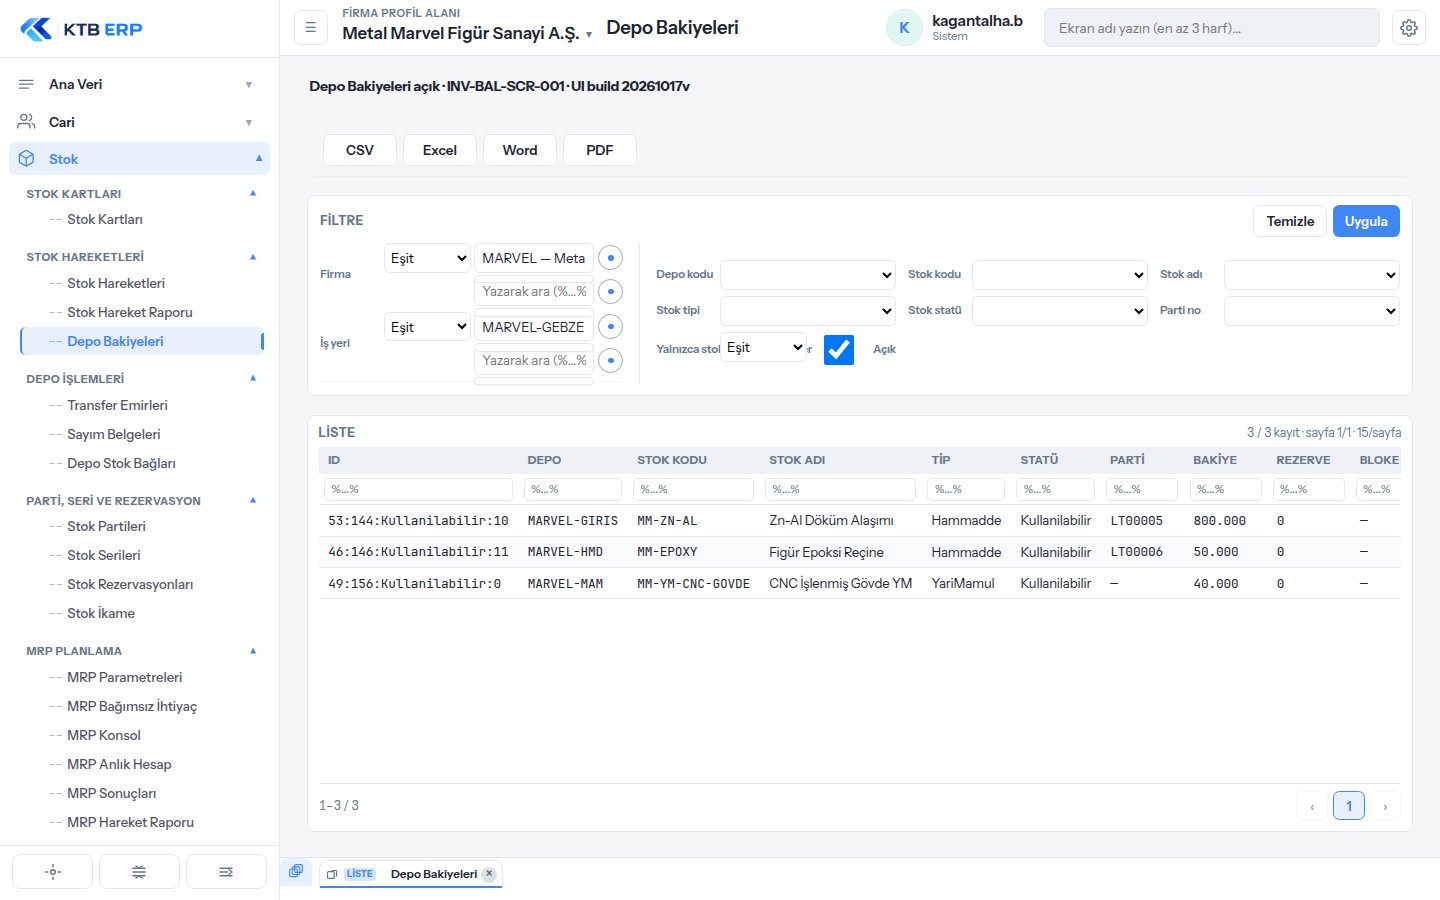 KTB ERP
Ana Veri
Cari
Stok
STOK KARTLARI
Stok Kartları
STOK HAREKETLERİ
Stok Hareketleri
Stok Hareket Raporu
Depo Bakiyeleri
DEPO İŞLEMLERİ
Transfer Emirleri
Sayım Belgeleri
Depo Stok Bağları
PARTİ, SERİ VE REZERVASYON
Stok Partileri
Stok Serileri
Stok Rezervasyonları
Stok İkame
MRP PLANLAMA
MRP Parametreleri
MRP Bağımsız İhtiyaç
MRP Konsol
MRP Anlık Hesap
MRP Sonuçları
MRP Hareket Raporu
FİRMA PROFİL ALANI
Metal Marvel Figür Sanayi A.Ş. ▾
Depo Bakiyeleri
K
kagantalha.b
Sistem
Ekran adı yazın (en az 3 harf)...
Depo Bakiyeleri açık · INV-BAL-SCR-001 · UI build 20261017v
CSV Excel Word PDF
FİLTRE
Temizle Uygula
Firma Eşit MARVEL — Meta
Yazarak ara (%...%
İş yeri Eşit MARVEL-GEBZE
Yazarak ara (%...%
Depo kodu Stok kodu Stok adı
Stok tipi Stok statü Parti no
Yalnızca Eşit Açık
LİSTE
3 / 3 kayıt · sayfa 1/1 · 15/sayfa
ID DEPO STOK KODU STOK ADI TİP STATÜ PARTİ BAKİYE REZERVE BLOKE
%...% %...% %...% %...% %...% %...% %...% %...% %...% %...%
53:144:Kullanilabilir:10 MARVEL-GIRIS MM-ZN-AL Zn-Al Döküm Alaşımı Hammadde Kullanilabilir LT00005 800.000 0 —
46:146:Kullanilabilir:11 MARVEL-HMD MM-EPOXY Figür Epoksi Reçine Hammadde Kullanilabilir LT00006 50.000 0 —
49:156:Kullanilabilir:0 MARVEL-MAM MM-YM-CNC-GOVDE CNC İşlenmiş Gövde YM YariMamul Kullanilabilir — 40.000 0 —
1–3 / 3
‹ 1 ›
LİSTE Depo Bakiyeleri ×